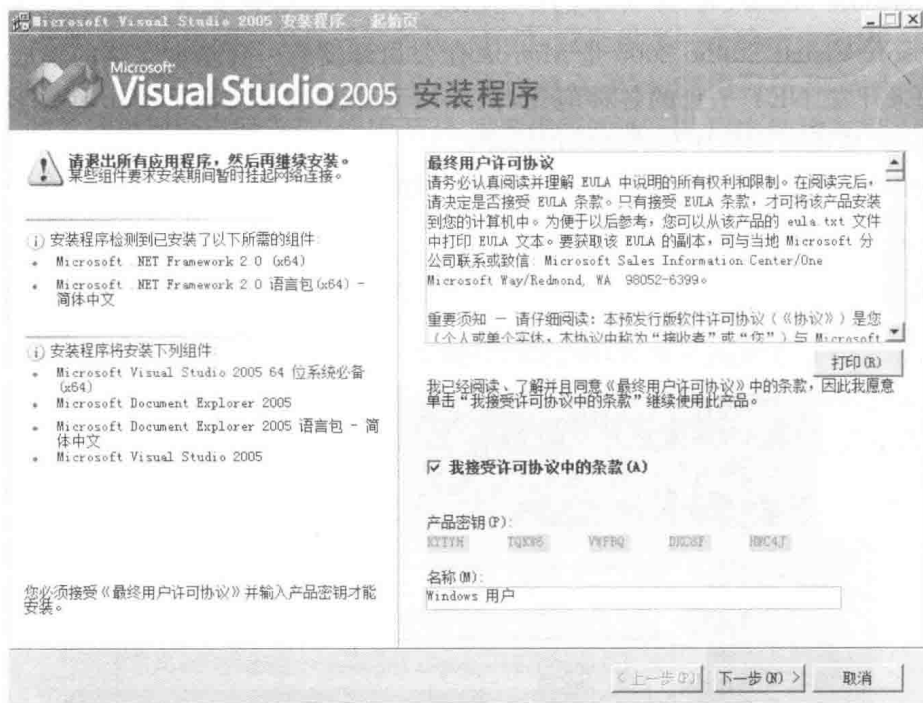 Microsoft Visual Studio 2005 安装程序 - 起始页
Microsoft
Visual Studio 2005 安装程序
请退出所有应用程序，然后再继续安装。
某些组件要求安装期间暂时挂起网络连接。
安装程序检测到已安装了以下所需的组件:
Microsoft .NET Framework 2.0 (x64)
Microsoft .NET Framework 2.0 语言包(x64) -
简体中文
安装程序将安装下列组件:
Microsoft Visual Studio 2005 64 位系统必备
(x64)
Microsoft Document Explorer 2005
Microsoft Document Explorer 2005 语言包 - 简
体中文
Microsoft Visual Studio 2005
您必须接受《最终用户许可协议》并输入产品密钥才能
安装。
最终用户许可协议
请务必认真阅读并理解 EULA 中说明的所有权利和限制。在阅读完后，
请决定是否接受 EULA 条款。只有接受 EULA 条款，才可将该产品安装
到您的计算机中。为便于以后参考，您可以从该产品的 eula.txt 文件
中打印 EULA 文本。要获取该 EULA 的副本，可与当地 Microsoft 分
公司联系或致信: Microsoft Sales Information Center/One
Microsoft Way/Redmond, WA 98052-6399。
重要须知 — 请仔细阅读: 本预发行版软件许可协议(《协议》)是您
(个人或单个实体，本协议中称为“接收者”或“您”)与 Microsoft
打印(R)
我已经阅读、了解并且同意《最终用户许可协议》中的条款，因此我愿意
单击“我接受许可协议中的条款”继续使用此产品。
我接受许可协议中的条款(A)
产品密钥(P):
名称(M):
Windows 用户
<上一步(P) 下一步(N) > 取消